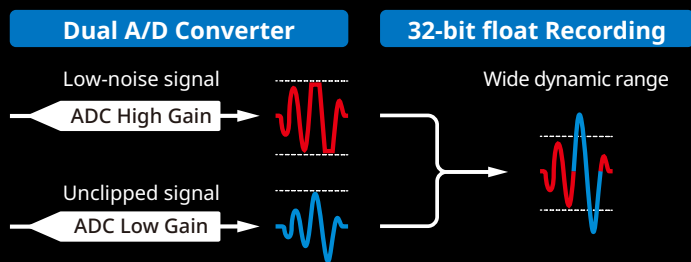 Dual A/D Converter
32-bit float Recording
Low-noise signal
ADC High Gain
Unclipped signal
ADC Low Gain
Wide dynamic range